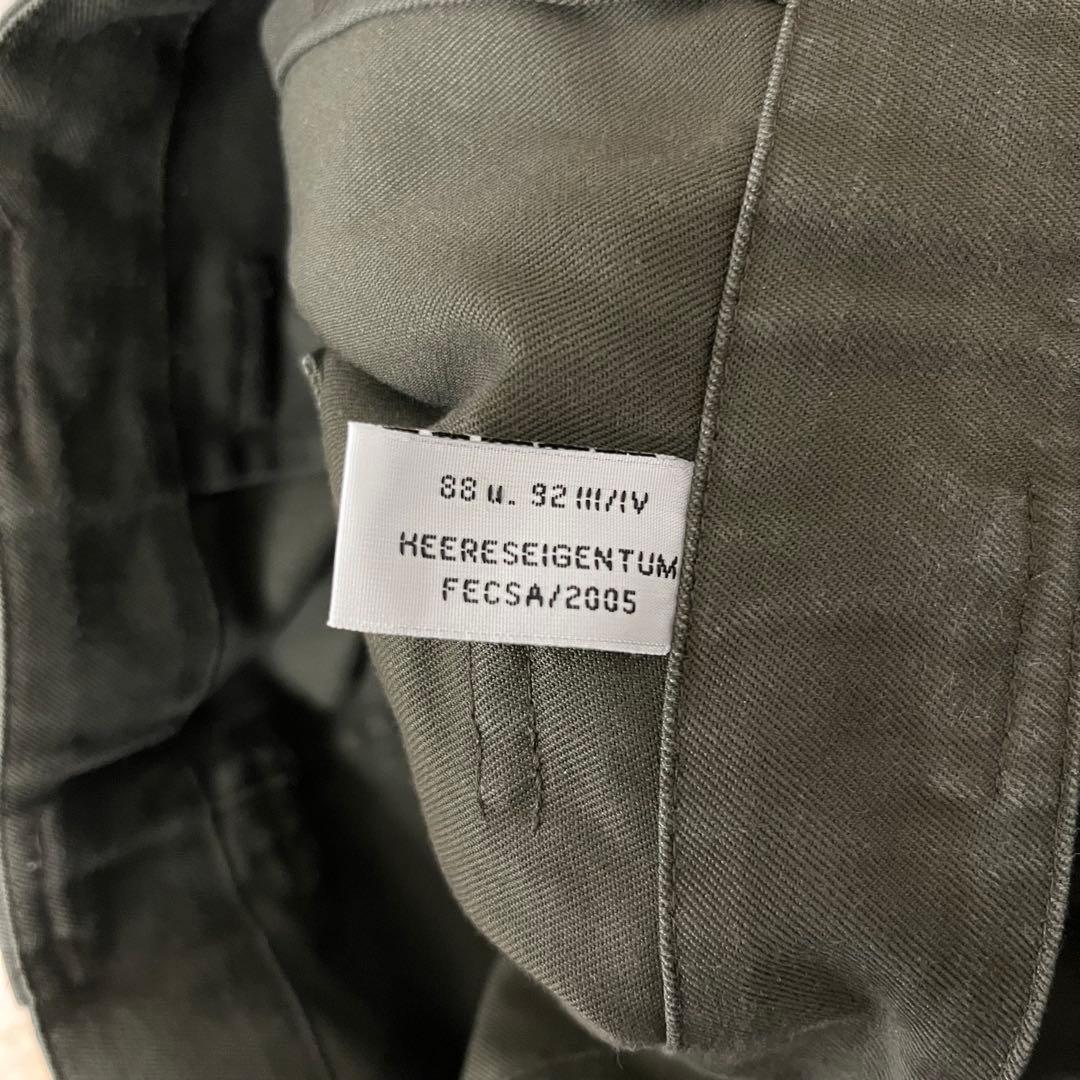 88 u. 92 III/IV
HEERESEIGENTUM
FECSA/2005